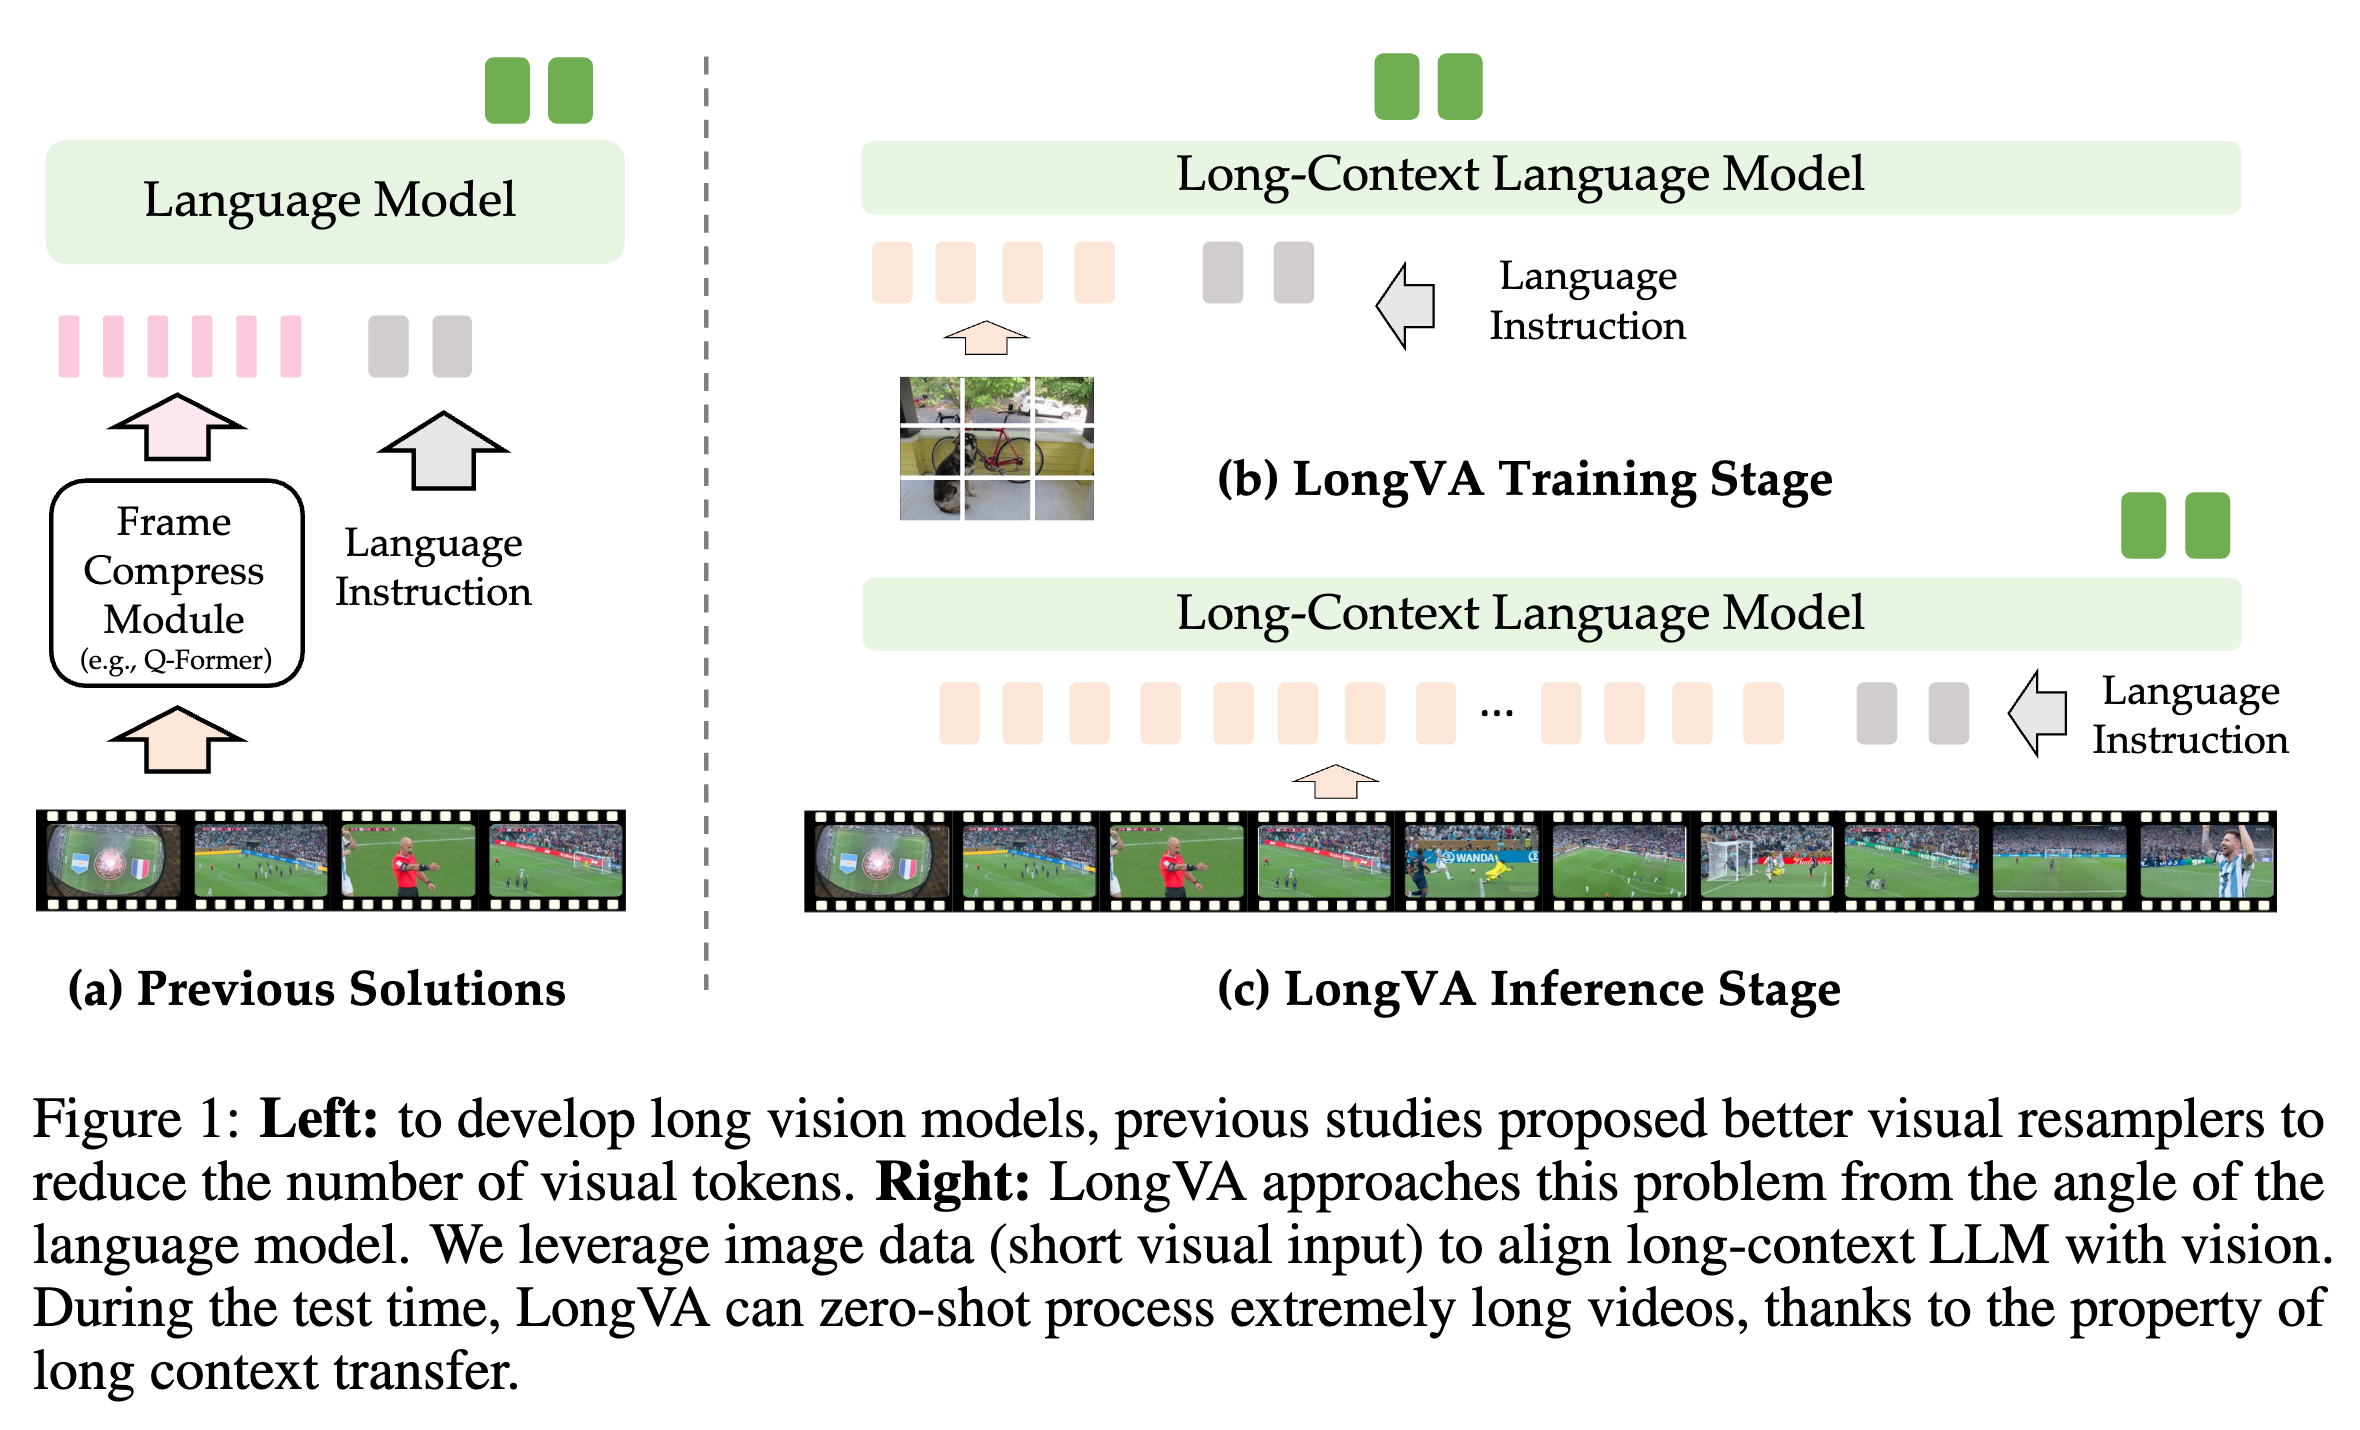 Language Model
Frame
Compress
Module
(e.g., Q-Former)
Language
Instruction
(a) Previous Solutions
Long-Context Language Model
Language
Instruction
(b) LongVA Training Stage
Long-Context Language Model
...
Language
Instruction
WANDA
(c) LongVA Inference Stage
Figure 1: Left: to develop long vision models, previous studies proposed better visual resamplers to
reduce the number of visual tokens. Right: LongVA approaches this problem from the angle of the
language model. We leverage image data (short visual input) to align long-context LLM with vision.
During the test time, LongVA can zero-shot process extremely long videos, thanks to the property of
long context transfer.